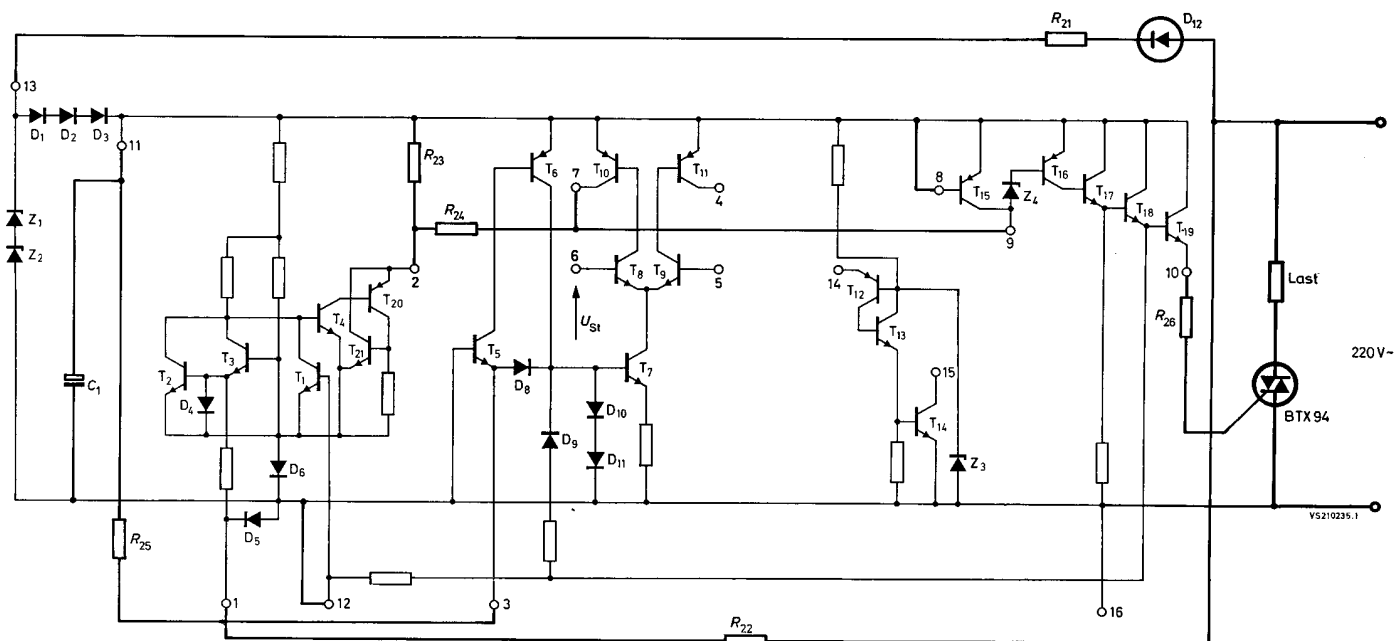 R21
D12
13
D1 D2 D3
11
R23
T6
7
T10
T11
4
8
T15
Z4
T16
T17
T18
T19
9
10
Z1
Z2
R24
2
6
T8
T9
5
14
T12
T13
Last
R26
T20
T4
T21
USt
220 V~
T3
T2
T1
D4
T5
D8
T7
15
T14
BTX94
C1
D10
D9
D11
D6
Z3
VS210235.1
R25
D5
1
12
3
16
R22